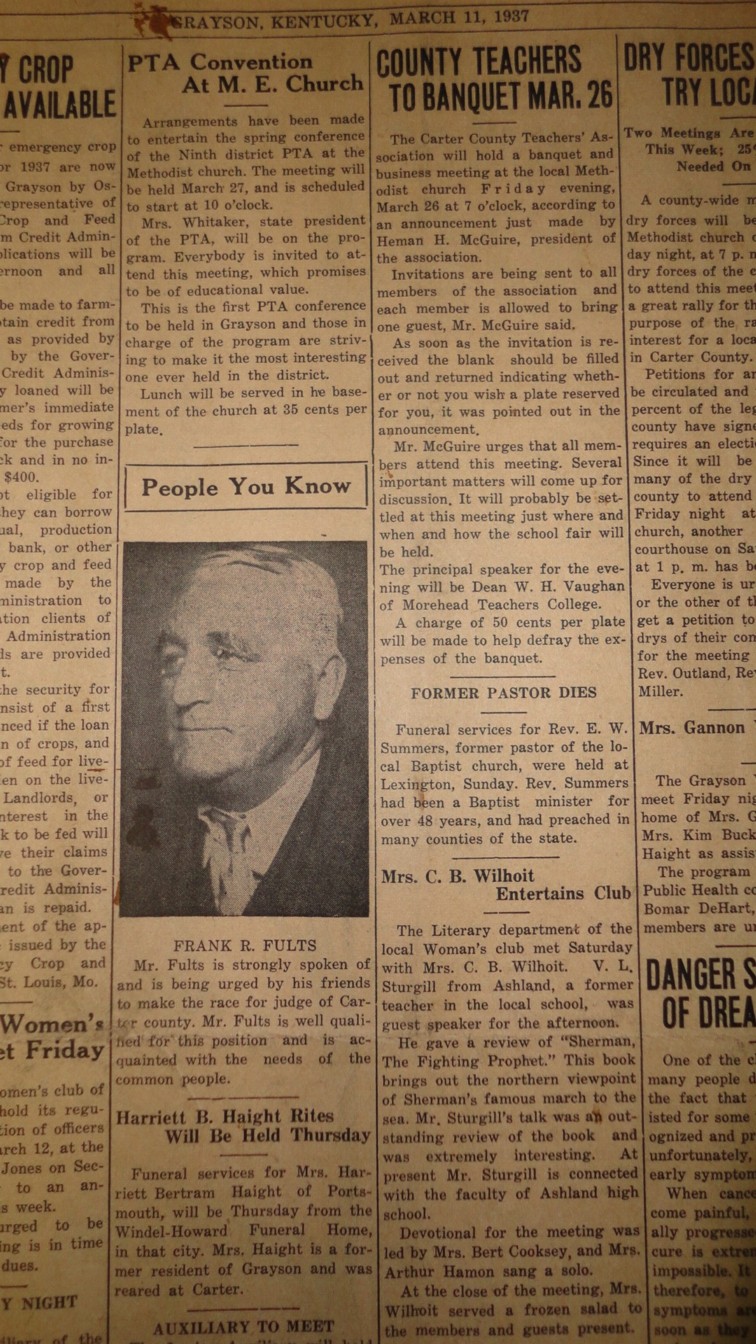 GRAYSON, KENTUCKY, MARCH 11, 1937
Y CROP
AVAILABLE
emergency crop
or 1937 are now
Grayson by Os-
representative of
Crop and Feed
m Credit Admin-
plications will be
ernoon and all
be made to farm-
tain credit from
as provided by
by the Gover-
Credit Adminis-
y loaned will be
mer's immediate
eds for growing
for the purchase
ck and in no in-
$400.
ot eligible for
they can borrow
ual, production
bank, or other
y crop and feed
made by the
ministration to
ation clients of
Administration
ds are provided
t.
the security for
nsist of a first
nced if the loan
n of crops, and
of feed for live-
en on the live-
Landlords, or
nterest in the
k to be fed will
ve their claims
to the Gover-
redit Adminis-
an is repaid.
ent of the ap-
issued by the
cy Crop and
St. Louis, Mo.
Women's
et Friday
omen's club of
hold its regu-
tion of officers
arch 12, at the
Jones on Sec-
to an an-
s week.
urged to be
ing is in time
dues.
Y NIGHT
iliary of the
PTA Convention
At M. E. Church
Arrangements have been made
to entertain the spring conference
of the Ninth district PTA at the
Methodist church. The meeting will
be held March 27, and is scheduled
to start at 10 o'clock.
Mrs. Whitaker, state president
of the PTA, will be on the pro-
gram. Everybody is invited to at-
tend this meeting, which promises
to be of educational value.
This is the first PTA conference
to be held in Grayson and those in
charge of the program are striv-
ing to make it the most interesting
one ever held in the district.
Lunch will be served in he base-
ment of the church at 35 cents per
plate.
People You Know
FRANK R. FULTS
Mr. Fults is strongly spoken of
and is being urged by his friends
to make the race for judge of Car-
ter county. Mr. Fults is well quali-
fied for this position and is ac-
quainted with the needs of the
common people.
Harriett B. Haight Rites
Will Be Held Thursday
Funeral services for Mrs. Har-
riett Bertram Haight of Ports-
mouth, will be Thursday from the
Windel-Howard Funeral Home,
in that city. Mrs. Haight is a for-
mer resident of Grayson and was
reared at Carter.
AUXILIARY TO MEET
COUNTY TEACHERS
TO BANQUET MAR. 26
The Carter County Teachers' As-
sociation will hold a banquet and
business meeting at the local Meth-
odist church Friday evening,
March 26 at 7 o'clock, according to
an announcement just made by
Heman H. McGuire, president of
the association.
Invitations are being sent to all
members of the association and
each member is allowed to bring
one guest, Mr. McGuire said.
As soon as the invitation is re-
ceived the blank should be filled
out and returned indicating wheth-
er or not you wish a plate reserved
for you, it was pointed out in the
announcement.
Mr. McGuire urges that all mem-
bers attend this meeting. Several
important matters will come up for
discussion. It will probably be set-
tled at this meeting just where and
when and how the school fair will
be held.
The principal speaker for the eve-
ning will be Dean W. H. Vaughan
of Morehead Teachers College.
A charge of 50 cents per plate
will be made to help defray the ex-
penses of the banquet.
FORMER PASTOR DIES
Funeral services for Rev. E. W.
Summers, former pastor of the lo-
cal Baptist church, were held at
Lexington, Sunday. Rev. Summers
had been a Baptist minister for
over 48 years, and had preached in
many counties of the state.
Mrs. C. B. Wilhoit
Entertains Club
The Literary department of the
local Woman's club met Saturday
with Mrs. C. B. Wilhoit. V. L.
Sturgill from Ashland, a former
teacher in the local school, was
guest speaker for the afternoon.
He gave a review of "Sherman,
The Fighting Prophet." This book
brings out the northern viewpoint
of Sherman's famous march to the
sea. Mr. Sturgill's talk was an out-
standing review of the book and
was extremely interesting. At
present Mr. Sturgill is connected
with the faculty of Ashland high
school.
Devotional for the meeting was
led by Mrs. Bert Cooksey, and Mrs.
Arthur Hamon sang a solo.
At the close of the meeting, Mrs.
Wilhoit served a frozen salad to
the members and guests present.
DRY FORCES
TRY LOCA
Two Meetings Are
This Week; 25
Needed On
A county-wide m
dry forces will be
Methodist church o
day night, at 7 p. m
dry forces of the c
to attend this meet
a great rally for th
purpose of the ra
interest for a loca
in Carter County.
Petitions for an
be circulated and
percent of the leg
county have signe
requires an electi
Since it will be
many of the dry
county to attend
Friday night at
church, another
courthouse on Sa
at 1 p. m. has be
Everyone is ur
or the other of th
get a petition to
drys of their con
for the meeting
Rev. Outland, Re
Miller.
Mrs. Gannon
The Grayson
meet Friday nig
home of Mrs. G
Mrs. Kim Buck
Haight as assis
The program
Public Health co
Bomar DeHart,
members are u
DANGER S
OF DREA
One of the c
many people d
the fact that
isted for some
ognized and pr
unfortunately,
early symptom
When cance
come painful,
ally progresse
cure is extrem
impossible. It
therefore, to
symptoms are
soon as they